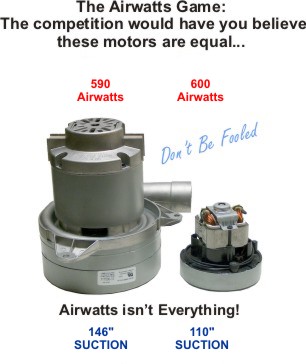 The Airwatts Game:
The competition would have you believe
these motors are equal...
590 600
Airwatts Airwatts
Don't Be Fooled
Airwatts isn't Everything!
146" 110"
SUCTION SUCTION